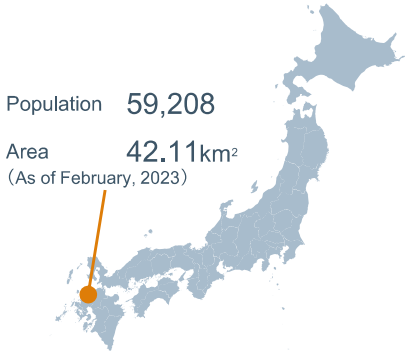 Population 59,208
Area 42.11km²
（As of February, 2023）